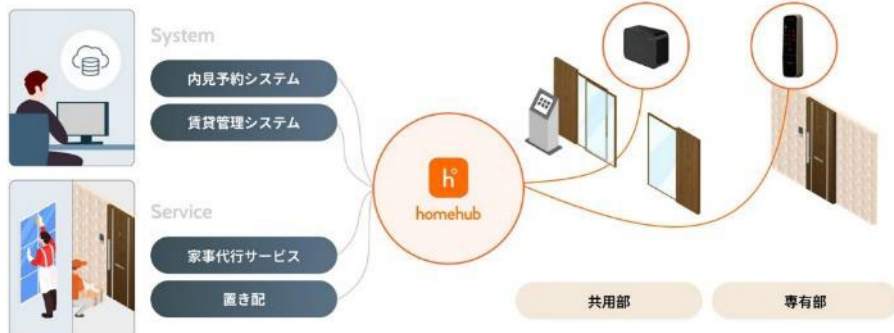 System
内見予約システム
賃貸管理システム
Service
家事代行サービス
置き配
h
homehub
共用部
専有部